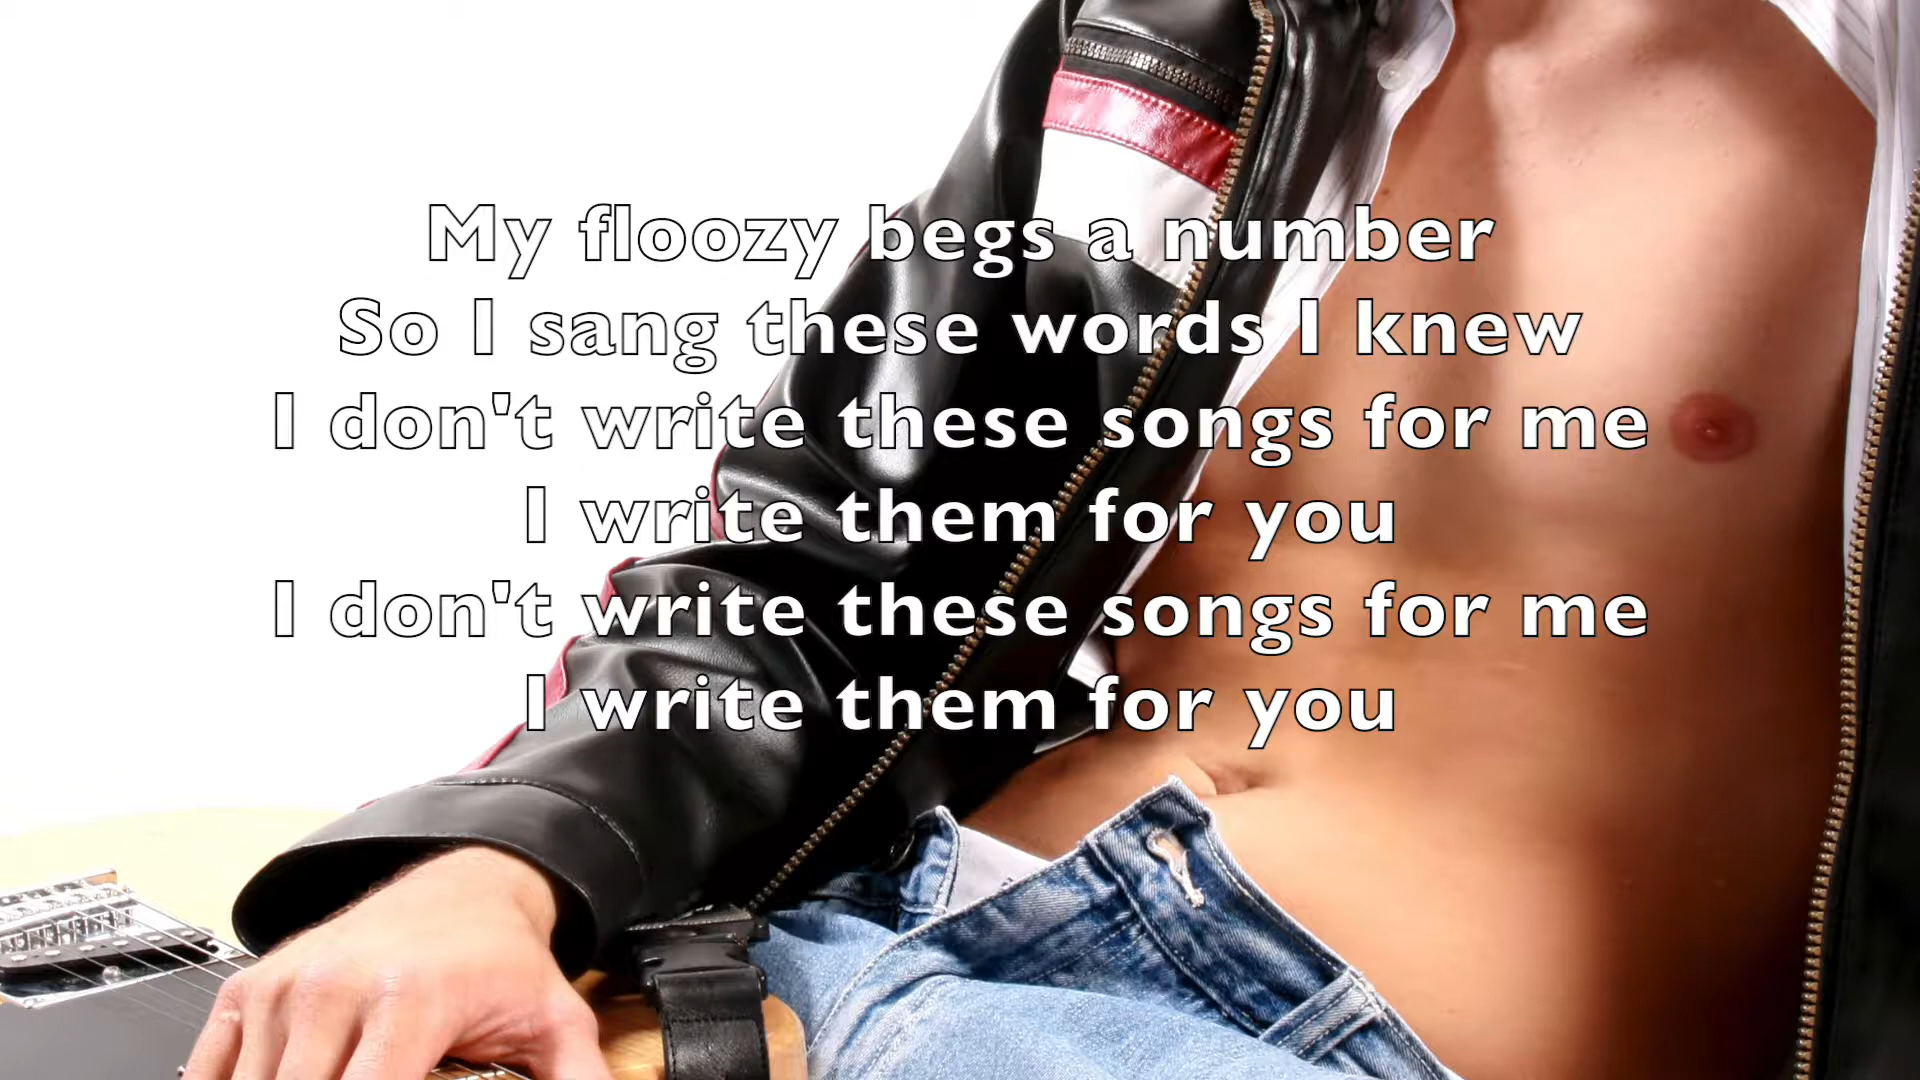 My floozy begs a number
So I sang these words I knew
I don't write these songs for me
I write them for you
I don't write these songs for me
I write them for you